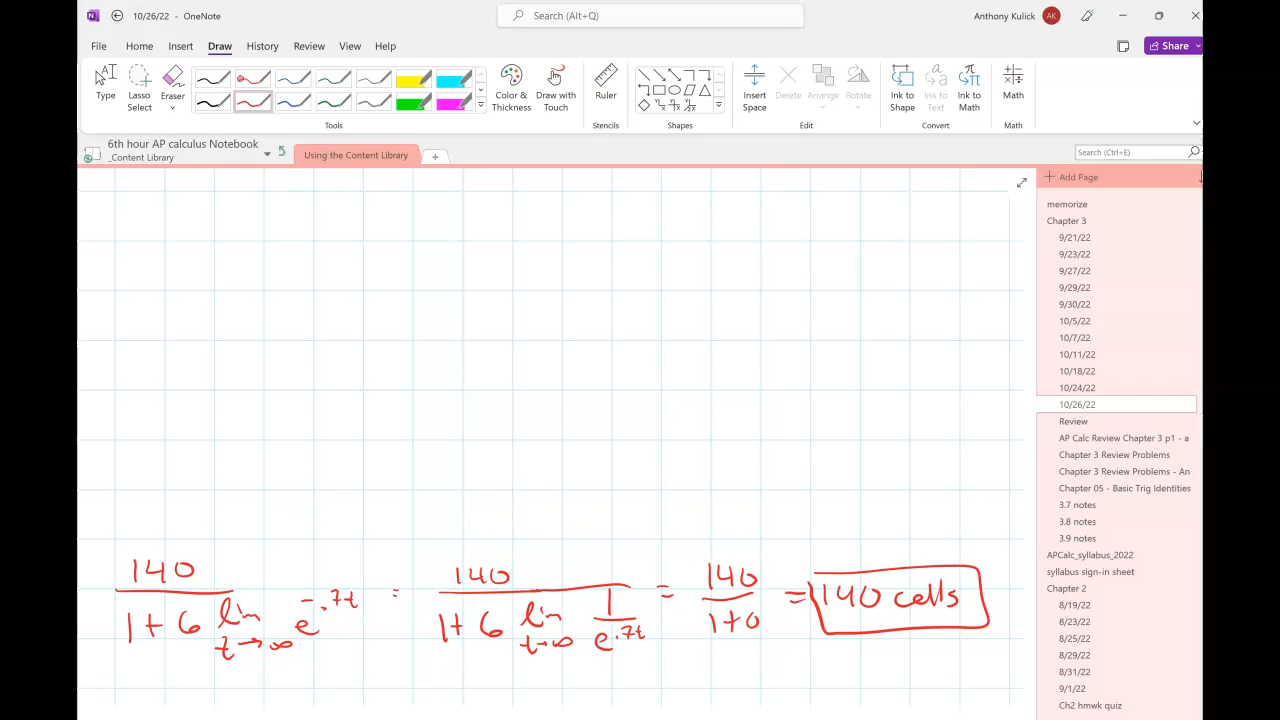 10/26/22 - OneNote
Search (Alt+Q)
Anthony Kulick AK
File Home Insert Draw History Review View Help Share
Type
Lasso Select
Eraser
Color & Thickness
Draw with Touch
Ruler
Insert Space
Delete
Arrange
Rotate
Ink to Shape
Ink to Text
Ink to Math
Math
Tools Stencils Shapes Edit Convert Math
6th hour AP calculus Notebook
_Content Library
Using the Content Library
Search (Ctrl+E)
Add Page
memorize
Chapter 3
9/21/22
9/23/22
9/27/22
9/29/22
9/30/22
10/5/22
10/7/22
10/11/22
10/18/22
10/24/22
10/26/22
Review
AP Calc Review Chapter 3 p1 - a
Chapter 3 Review Problems
Chapter 3 Review Problems - An
Chapter 05 - Basic Trig Identities
3.7 notes
3.8 notes
3.9 notes
APCalc_syllabus_2022
syllabus sign-in sheet
Chapter 2
8/19/22
8/23/22
8/25/22
8/29/22
8/31/22
9/1/22
Ch2 hmwk quiz
140 / (1 + 6 lim t→∞ e^-.7t) = 140 / (1 + 6 lim t→∞ 1/e^.7t) = 140 / (1+0) = 140 cells